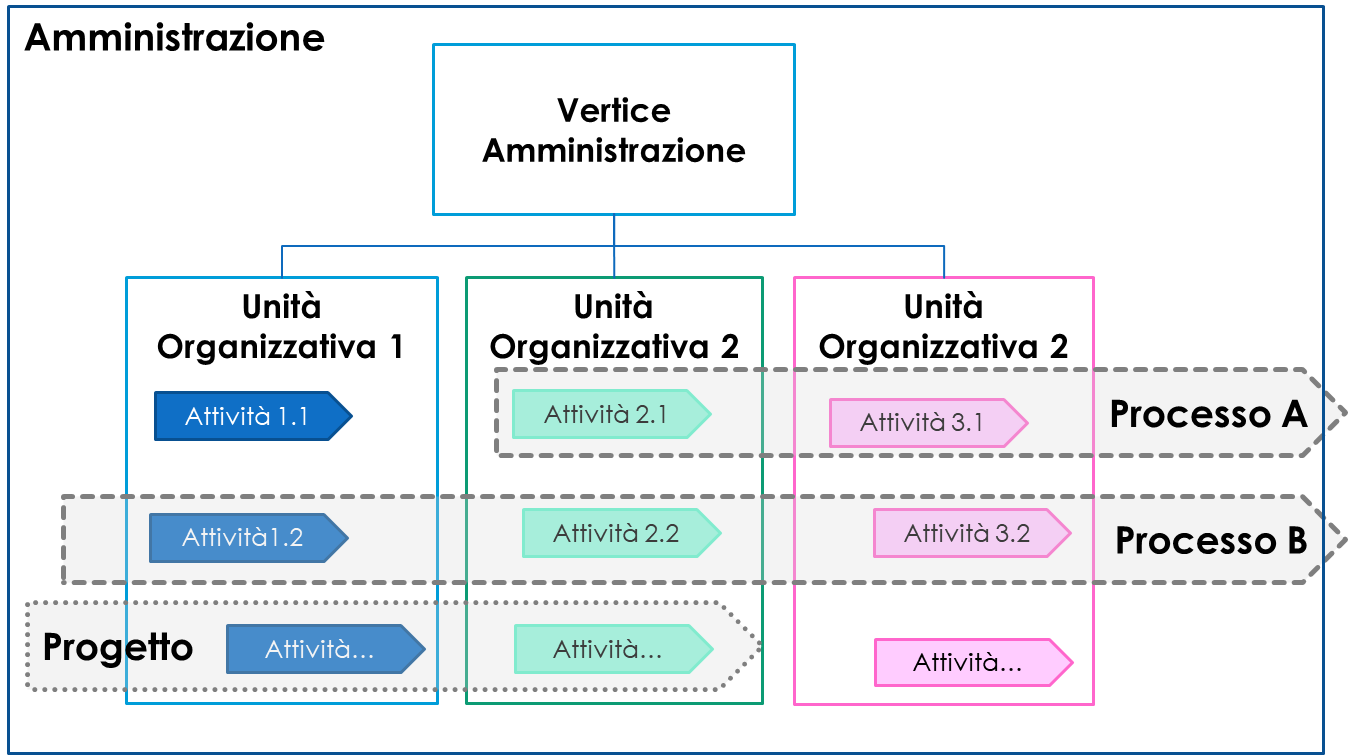 Amministrazione
Vertice
Amministrazione
Unità
Organizzativa 1
Unità
Organizzativa 2
Unità
Organizzativa 2
Attività 1.1
Attività 2.1
Attività 3.1
Processo A
Attività1.2
Attività 2.2
Attività 3.2
Processo B
Progetto
Attività...
Attività...
Attività...